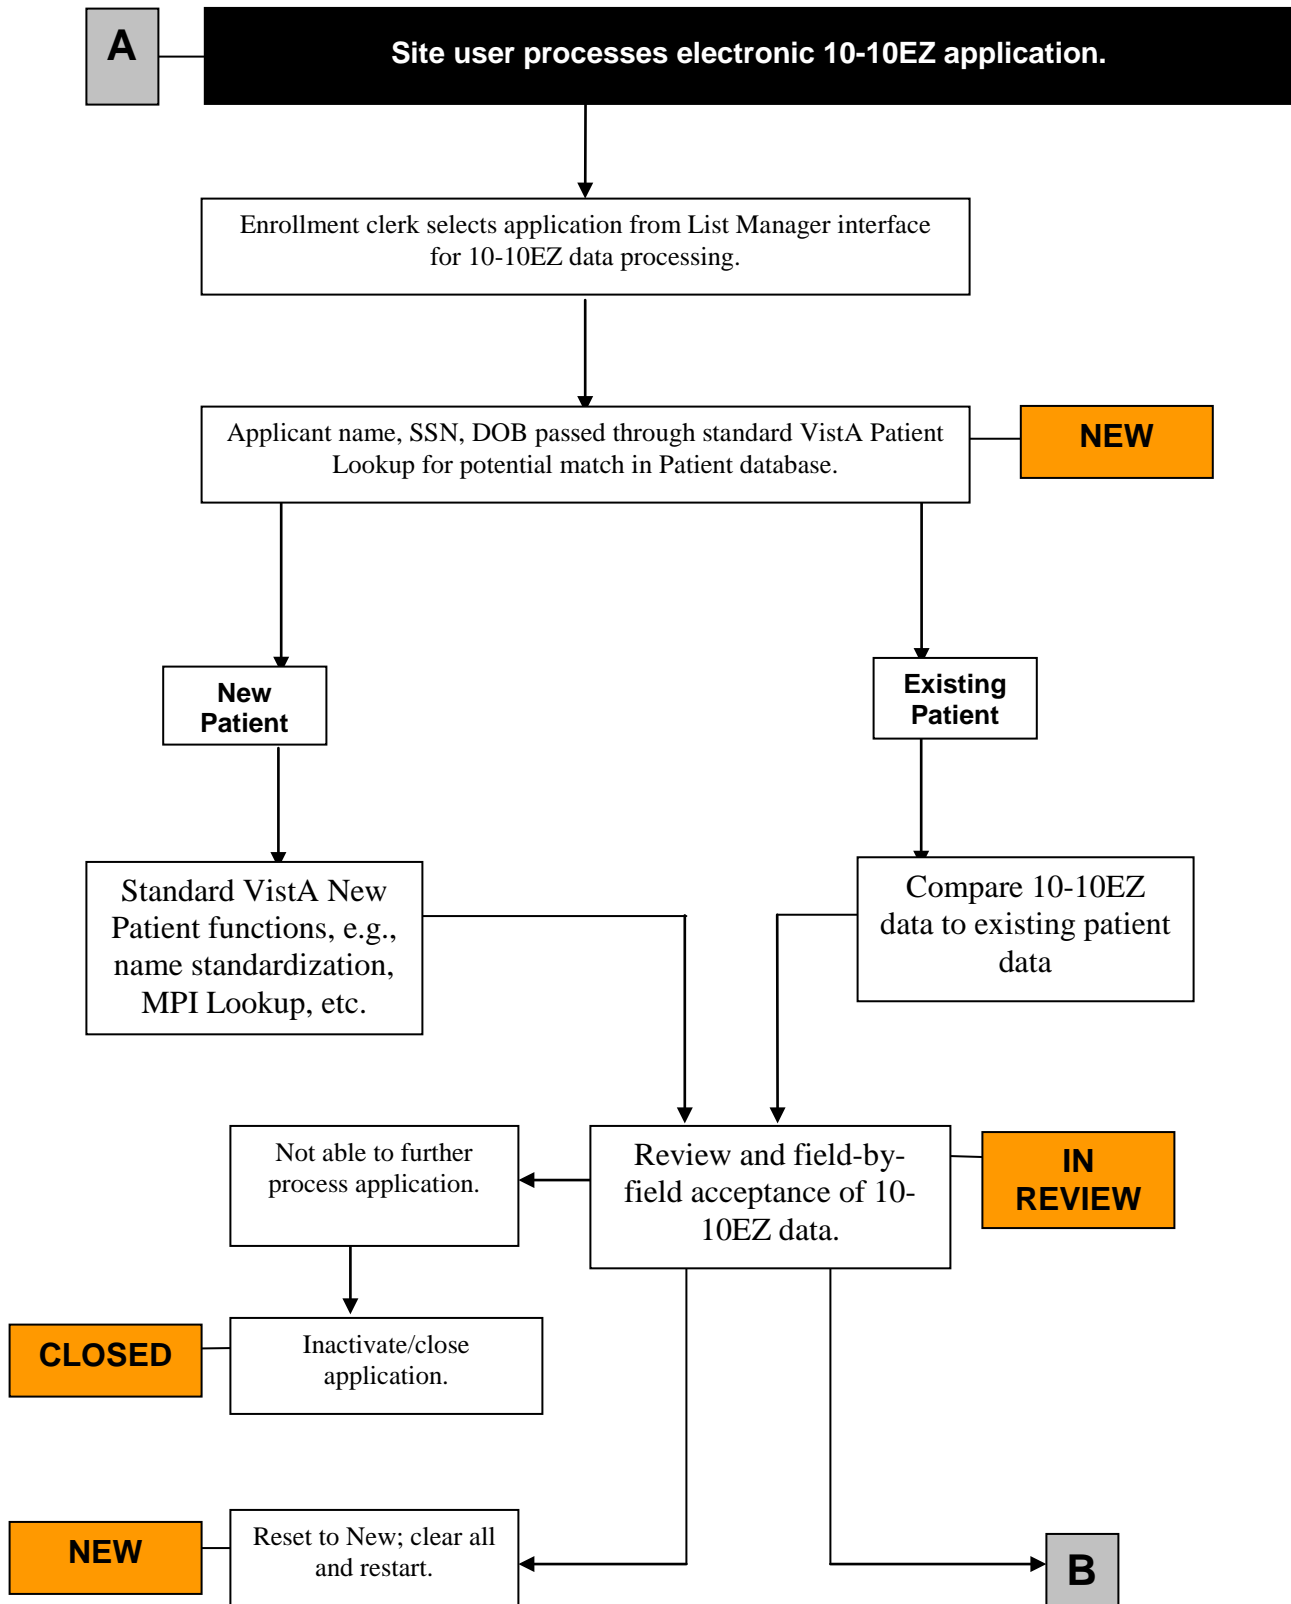 A
Site user processes electronic 10-10EZ application.
Enrollment clerk selects application from List Manager interface
for 10-10EZ data processing.
Applicant name, SSN, DOB passed through standard VistA Patient
Lookup for potential match in Patient database.
NEW
New
Patient
Existing
Patient
Standard VistA New
Patient functions, e.g.,
name standardization,
MPI Lookup, etc.
Compare 10-10EZ
data to existing patient
data
Not able to further
process application.
Review and field-by-
field acceptance of 10-
10EZ data.
IN
REVIEW
CLOSED
Inactivate/close
application.
NEW
Reset to New; clear all
and restart.
B